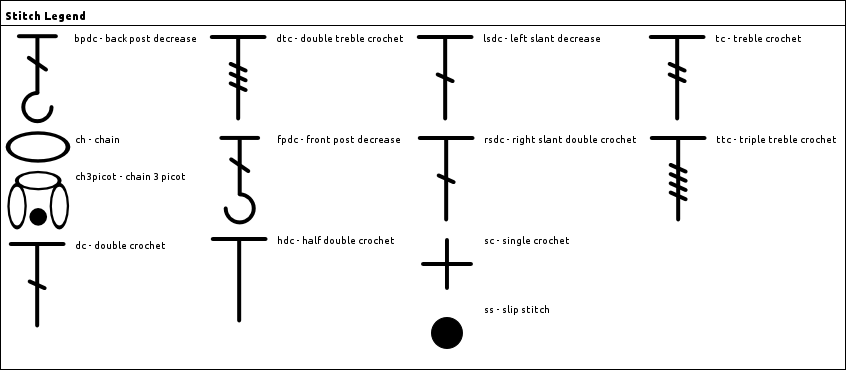 Stitch Legend
bpdc - back post decrease
ch - chain
ch3picot - chain 3 picot
dc - double crochet
dtc - double treble crochet
fpdc - front post decrease
hdc - half double crochet
lsdc - left slant decrease
rsdc - right slant double crochet
sc - single crochet
ss - slip stitch
tc - treble crochet
ttc - triple treble crochet